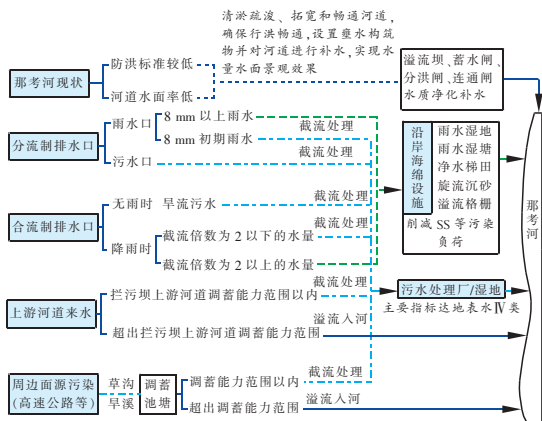 清淤疏浚、拓宽和畅通河道,
确保行洪畅通,设置壅水构筑
物并对河道进行补水,实现水
量水面景观效果
那考河现状
防洪标准较低
河道水面率低
溢流坝、蓄水闸、
分洪闸、连通闸
水质净化补水
分流制排水口
雨水口
8 mm 以上雨水
截流处理
8 mm 初期雨水
污水口
截流处理
沿岸海绵设施
雨水湿地
雨水湿塘
净水梯田
旋流沉砂
溢流格栅
削减 SS 等污染
负荷
那考河
合流制排水口
无雨时
旱流污水
截流处理
降雨时
截流倍数为 2 以下的水量
截流处理
截流倍数为 2 以上的水量
上游河道来水
拦污坝上游河道调蓄能力范围以内
截流处理
超出拦污坝上游河道调蓄能力范围
溢流入河
污水处理厂/湿地
主要指标达地表水Ⅳ类
周边面源污染
(高速公路等)
草沟
旱溪
调蓄
池塘
调蓄能力范围以内
截流处理
超出调蓄能力范围
溢流入河